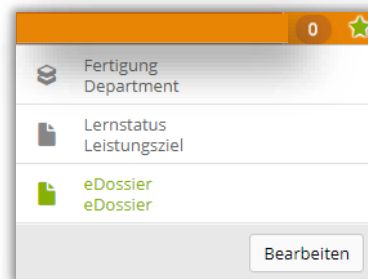 0
Fertigung
Department
Lernstatus
Leistungsziel
eDossier
eDossier
Bearbeiten